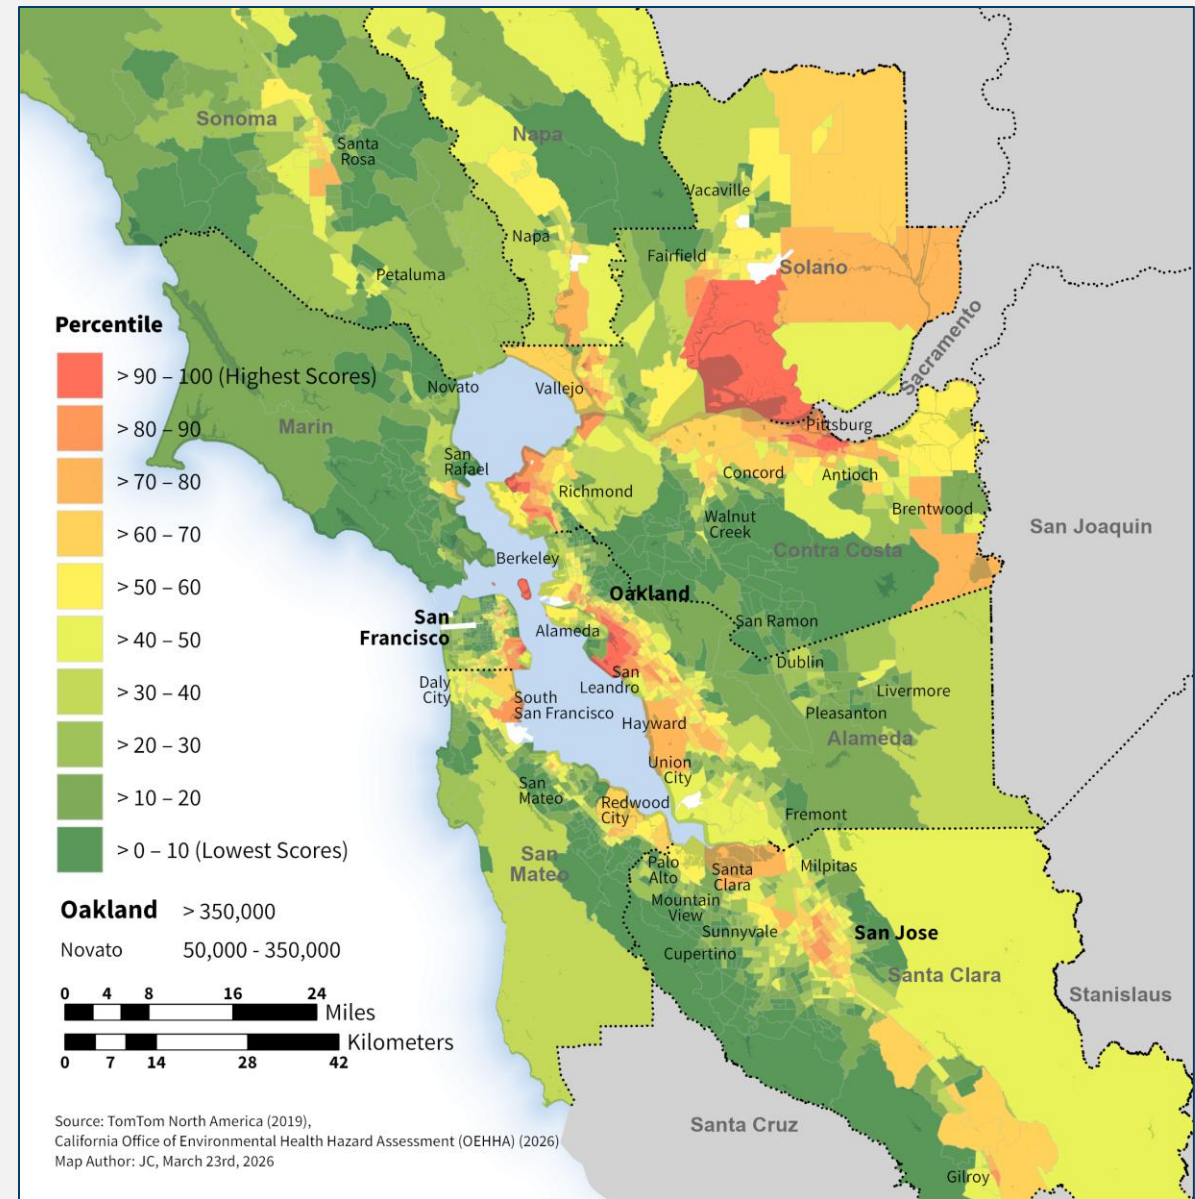 Sonoma
Santa
Rosa
Napa
Vacaville
Napa
Fairfield
Solano
Petaluma
Sacramento
Percentile
> 90 – 100 (Highest Scores)
> 80 – 90
> 70 – 80
> 60 – 70
> 50 – 60
> 40 – 50
> 30 – 40
> 20 – 30
> 10 – 20
> 0 – 10 (Lowest Scores)
Novato
Vallejo
Marin
Pittsburg
San
Rafael
Concord
Antioch
Richmond
Brentwood
Walnut
Creek
San Joaquin
Contra Costa
Berkeley
Oakland
San
Francisco
Alameda
San Ramon
Dublin
San
Leandro
Daly
City
South
San Francisco
Livermore
Pleasanton
Hayward
Alameda
Union
City
San
Mateo
Redwood
City
Fremont
San
Mateo
Palo
Alto
Santa
Clara
Milpitas
Mountain
View
Sunnyvale
San Jose
Cupertino
Santa Clara
Stanislaus
Santa Cruz
Gilroy
Oakland > 350,000
Novato 50,000 - 350,000
0 4 8 16 24
Miles
Kilometers
0 7 14 28 42
Source: TomTom North America (2019),
California Office of Environmental Health Hazard Assessment (OEHHA) (2026)
Map Author: JC, March 23rd, 2026